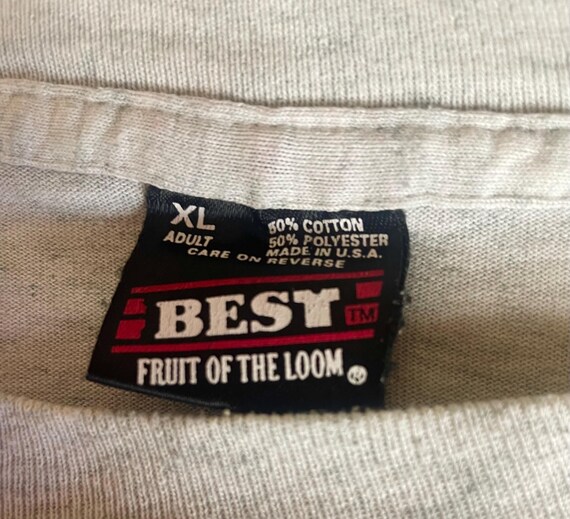 XL 50% COTTON
ADULT 50% POLYESTER
MADE IN U.S.A.
CARE ON REVERSE
BEST TM
FRUIT OF THE LOOM ®